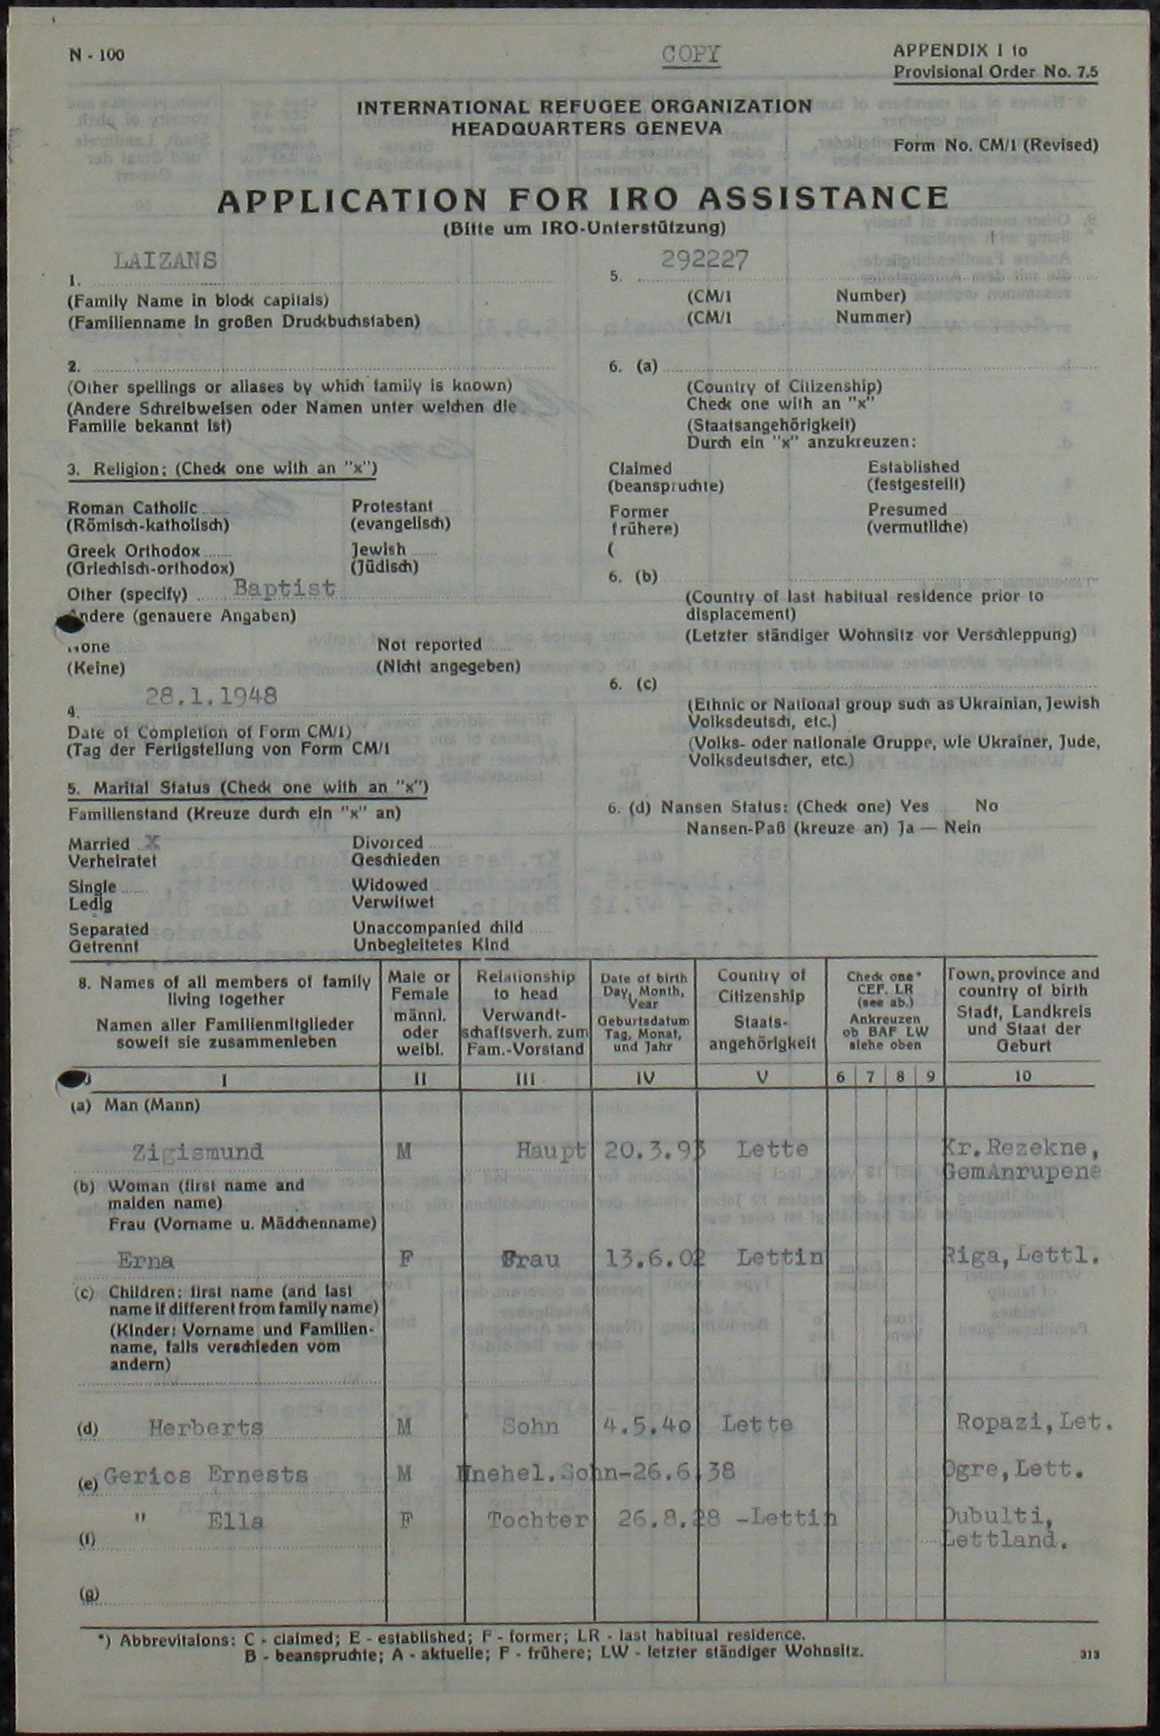 N - 100
COPY
APPENDIX I to
Provisional Order No. 7.5
INTERNATIONAL REFUGEE ORGANIZATION
HEADQUARTERS GENEVA
Form No. CM/1 (Revised)
APPLICATION FOR IRO ASSISTANCE
(Bitte um IRO-Unterstützung)
LAIZANS
1.
(Family Name in block capitals)
(Familienname in großen Druckbuchstaben)
292227
5.
(CM/1 Number)
(CM/1 Nummer)
2.
(Other spellings or aliases by which family is known)
(Andere Schreibweisen oder Namen unter welchen die
Familie bekannt ist)
6. (a)
(Country of Citizenship)
Check one with an "x"
(Staatsangehörigkeit)
Durch ein "x" anzukreuzen:
3. Religion: (Check one with an "x")
Claimed Established
(beanspruchte) (festgestellt)
Roman Catholic Protestant
(Römisch-katholisch) (evangelisch)
Former Presumed
frühere) (vermutliche)
(
Greek Orthodox Jewish
(Griechisch-orthodox) (Jüdisch)
Other (specify) Baptist
Andere (genauere Angaben)
None Not reported
(Keine) (Nicht angegeben)
6. (b)
(Country of last habitual residence prior to
displacement)
(Letzter ständiger Wohnsitz vor Verschleppung)
28.1.1948
4.
Date of Completion of Form CM/1)
(Tag der Fertigstellung von Form CM/1
6. (c)
(Ethnic or National group such as Ukrainian, Jewish
Volksdeutsch, etc.)
(Volks- oder nationale Gruppe, wie Ukrainer, Jude,
Volksdeutscher, etc.)
5. Marital Status (Check one with an "x")
Familienstand (Kreuze durch ein "x" an)
6. (d) Nansen Status: (Check one) Yes No
Nansen-Paß (kreuze an) Ja — Nein
Married X Divorced
Verheiratet Geschieden
Single Widowed
Ledig Verwitwet
Separated Unaccompanied child
Getrennt Unbegleitetes Kind
8. Names of all members of family
living together
Namen aller Familienmitglieder
soweit sie zusammenleben
Male or
Female
männl.
oder
weibl.
Relationship
to head
Verwandt-
schaftsverh. zum
Fam.-Vorstand
Date of birth
Day, Month,
Year
Geburtsdatum
Tag, Monat,
und Jahr
Country of
Citizenship
Staats-
angehörigkeit
Check one*
CEF. LR
(see ab.)
Ankreuzen
ob BAF LW
siehe oben
Town, province and
country of birth
Stadt, Landkreis
und Staat der
Geburt
I II III IV V 6 7 8 9 10
(a) Man (Mann)
Zigismund M Haupt 20.3.93 Lette Kr.Rezekne,
GemAnrupene
(b) Woman (first name and
maiden name)
Frau (Vorname u. Mädchenname)
Erna F Frau 13.6.02 Lettin Riga, Lettl.
(c) Children: first name (and last
name if different from family name)
(Kinder: Vorname und Familien-
name, falls verschieden vom
andern)
(d) Herberts M Sohn 4.5.40 Lette Ropazi, Let.
(e) Gerios Ernests M Unehel.Sohn-26.6.38 Ogre, Lett.
(f) " Ella F Tochter 26.8.28 -Lettin Dubulti,
Lettland.
(g)
*) Abbrevitaions: C - claimed; E - established; F - former; LR - last habitual residence.
B - beanspruchte; A - aktuelle; F - frühere; LW - letzter ständiger Wohnsitz.
313